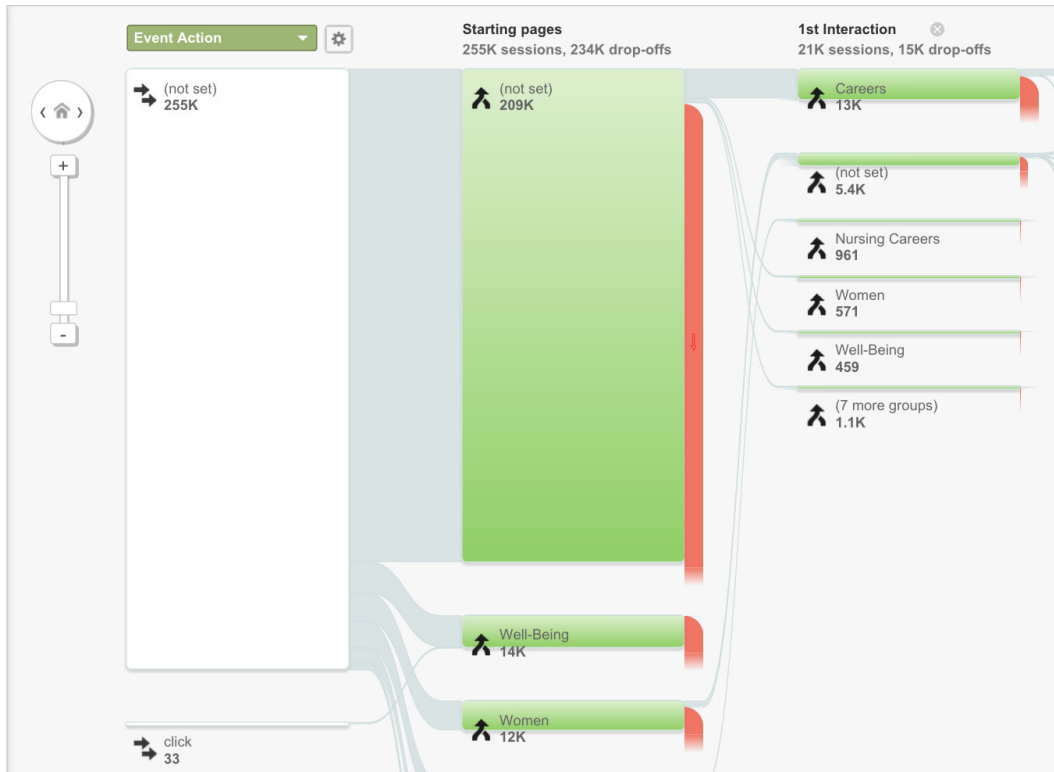 Event Action
Starting pages
255K sessions, 234K drop-offs
1st Interaction
21K sessions, 15K drop-offs
(not set)
255K
(not set)
209K
Careers
13K
(not set)
5.4K
Nursing Careers
961
Women
571
Well-Being
459
(7 more groups)
1.1K
+
-
Well-Being
14K
Women
12K
click
33